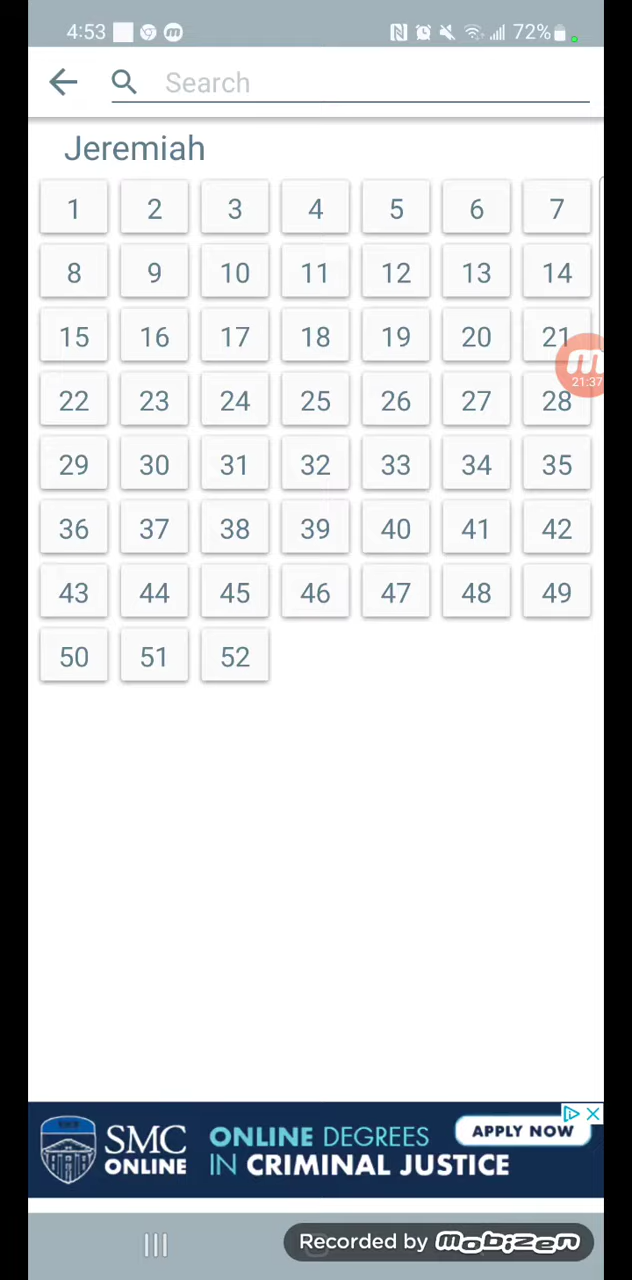 4:53 m 72%
Search
Jeremiah
1 2 3 4 5 6 7
8 9 10 11 12 13 14
15 16 17 18 19 20 21
22 23 24 25 26 27 28
29 30 31 32 33 34 35
36 37 38 39 40 41 42
43 44 45 46 47 48 49
50 51 52
m
21:37
SMC
ONLINE
ONLINE DEGREES
IN CRIMINAL JUSTICE
APPLY NOW
Recorded by mobizen